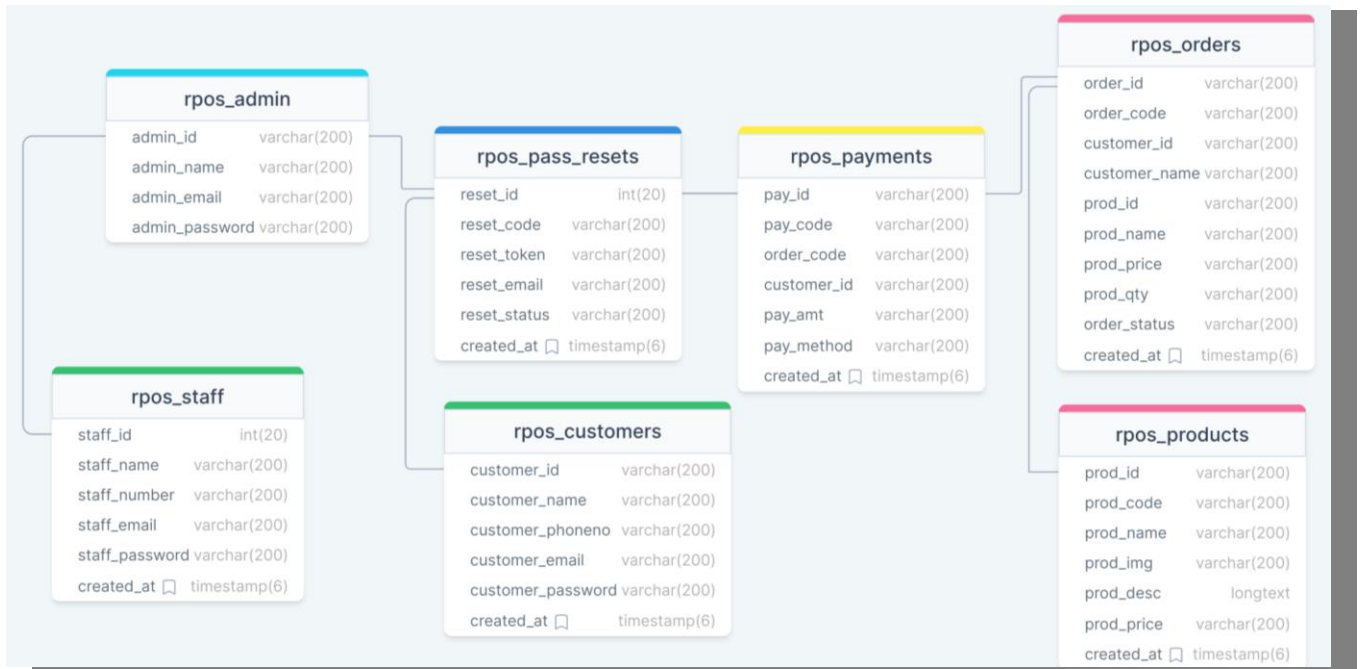 rpos_admin
admin_id varchar(200)
admin_name varchar(200)
admin_email varchar(200)
admin_password varchar(200)
rpos_staff
staff_id int(20)
staff_name varchar(200)
staff_number varchar(200)
staff_email varchar(200)
staff_password varchar(200)
created_at timestamp(6)
rpos_pass_resets
reset_id int(20)
reset_code varchar(200)
reset_token varchar(200)
reset_email varchar(200)
reset_status varchar(200)
created_at timestamp(6)
rpos_customers
customer_id varchar(200)
customer_name varchar(200)
customer_phoneno varchar(200)
customer_email varchar(200)
customer_password varchar(200)
created_at timestamp(6)
rpos_payments
pay_id varchar(200)
pay_code varchar(200)
order_code varchar(200)
customer_id varchar(200)
pay_amt varchar(200)
pay_method varchar(200)
created_at timestamp(6)
rpos_orders
order_id varchar(200)
order_code varchar(200)
customer_id varchar(200)
customer_name varchar(200)
prod_id varchar(200)
prod_name varchar(200)
prod_price varchar(200)
prod_qty varchar(200)
order_status varchar(200)
created_at timestamp(6)
rpos_products
prod_id varchar(200)
prod_code varchar(200)
prod_name varchar(200)
prod_img varchar(200)
prod_desc longtext
prod_price varchar(200)
created_at timestamp(6)